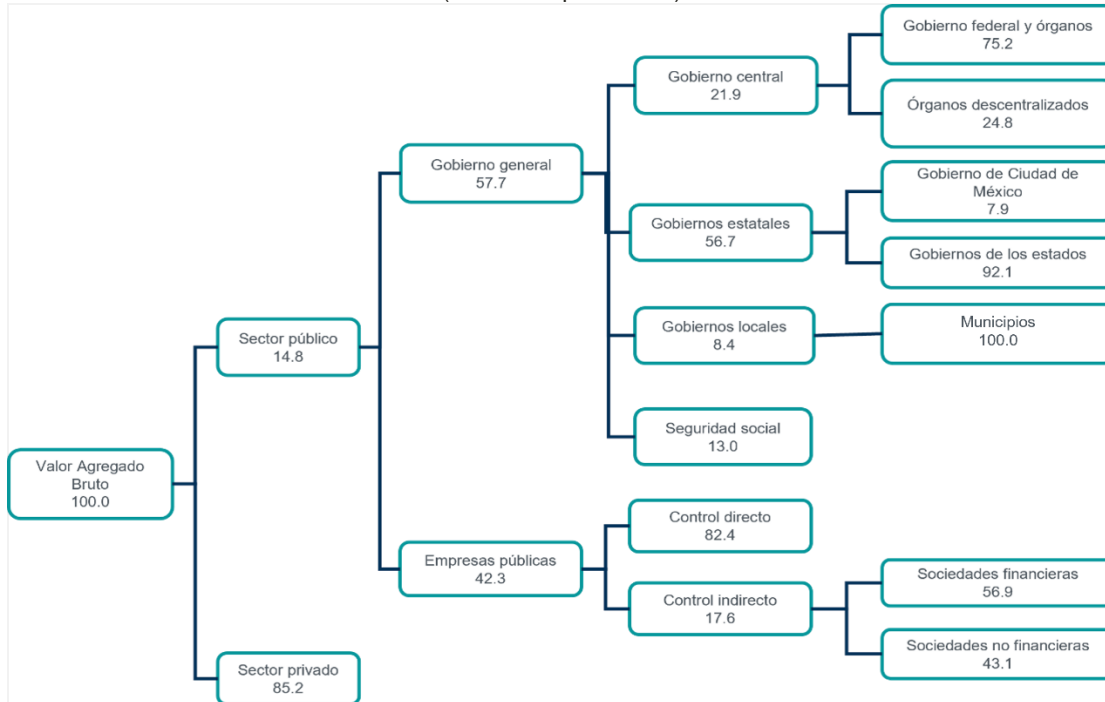 Gobierno federal y órganos
75.2
Gobierno central
21.9
Órganos descentralizados
24.8
Gobierno general
57.7
Gobierno de Ciudad de
México
7.9
Gobiernos estatales
56.7
Gobiernos de los estados
92.1
Sector público
14.8
Gobiernos locales
8.4
Municipios
100.0
Seguridad social
13.0
Valor Agregado
Bruto
100.0
Control directo
82.4
Empresas públicas
42.3
Sociedades financieras
56.9
Control indirecto
17.6
Sociedades no financieras
43.1
Sector privado
85.2